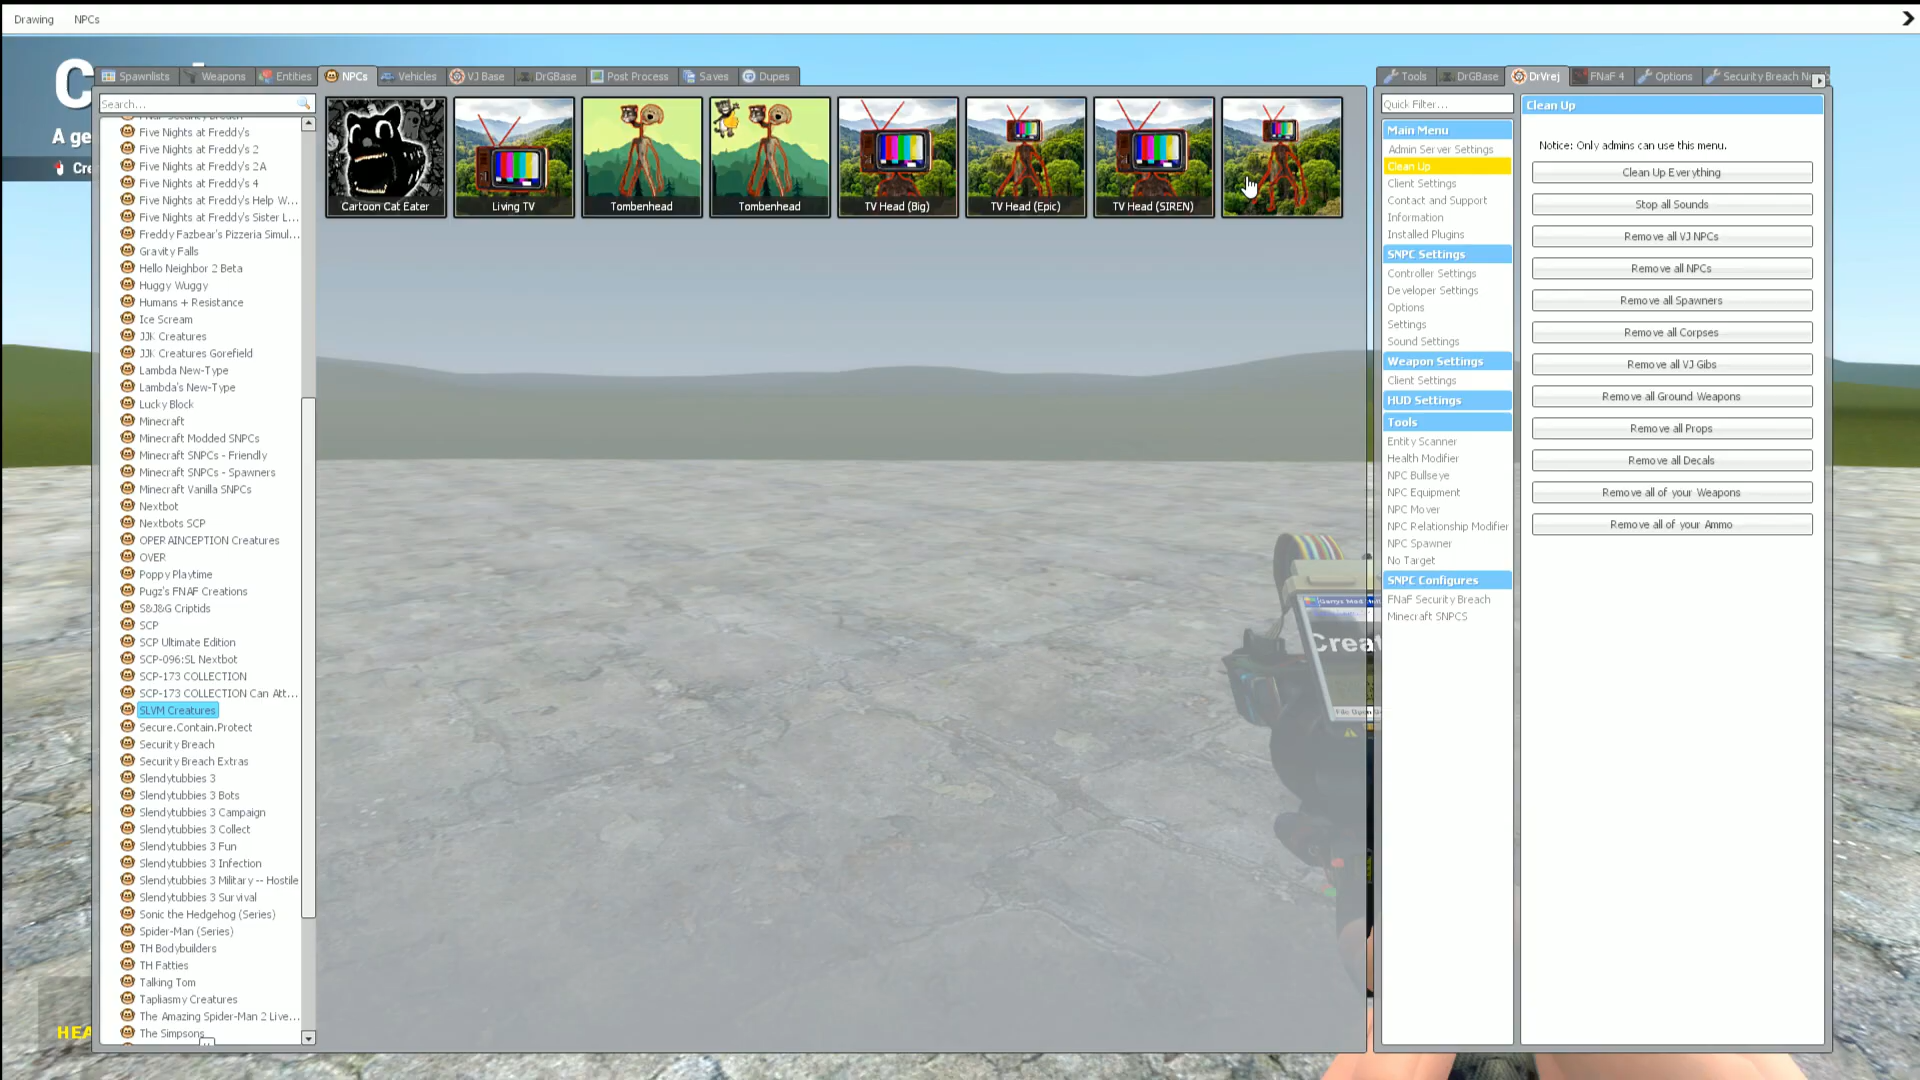 Drawing NPCs
C
A ge
Cre
Spawnlists Weapons Entities NPCs Vehicles VJ Base DrGBase Post Process Saves Dupes
Search...
Five Nights at Freddy's
Five Nights at Freddy's 2
Five Nights at Freddy's 2A
Five Nights at Freddy's 4
Five Nights at Freddy's Help W...
Five Nights at Freddy's Sister L...
Freddy Fazbear's Pizzeria Simul...
Gravity Falls
Hello Neighbor 2 Beta
Huggy Wuggy
Humans + Resistance
Ice Scream
JJK Creatures
JJK Creatures Gorefield
Lambda New-Type
Lambda's New-Type
Lucky Block
Minecraft
Minecraft Modded SNPCs
Minecraft SNPCs - Friendly
Minecraft SNPCs - Spawners
Minecraft Vanilla SNPCs
Nextbot
Nextbots SCP
OPERAINCEPTION Creatures
OVER
Poppy Playtime
Pugz's FNAF Creations
S&J&G Criptids
SCP
SCP Ultimate Edition
SCP-096:SL Nextbot
SCP-173 COLLECTION
SCP-173 COLLECTION Can Att...
SLVM Creatures
Secure.Contain.Protect
Security Breach
Security Breach Extras
Slendytubbies 3
Slendytubbies 3 Bots
Slendytubbies 3 Campaign
Slendytubbies 3 Collect
Slendytubbies 3 Fun
Slendytubbies 3 Infection
Slendytubbies 3 Military -- Hostile
Slendytubbies 3 Survival
Sonic the Hedgehog (Series)
Spider-Man (Series)
TH Bodybuilders
TH Fatties
Talking Tom
Tapliasmy Creatures
The Amazing Spider-Man 2 Live...
The Simpsons
HEA
Cartoon Cat Eater
Living TV
Tombenhead
Tombenhead
TV Head (Big)
TV Head (Epic)
TV Head (SIREN)
Creat
Tools DrGBase DrVrej FNaF 4 Options Security Breach
Quick Filter...
Main Menu
Admin Server Settings
Clean Up
Client Settings
Contact and Support
Information
Installed Plugins
SNPC Settings
Controller Settings
Developer Settings
Options
Settings
Sound Settings
Weapon Settings
Client Settings
HUD Settings
Tools
Entity Scanner
Health Modifier
NPC Bullseye
NPC Equipment
NPC Mover
NPC Relationship Modifier
NPC Spawner
No Target
SNPC Configures
FNaF Security Breach
Minecraft SNPCS
Clean Up
Notice: Only admins can use this menu.
Clean Up Everything
Stop all Sounds
Remove all VJ NPCs
Remove all NPCs
Remove all Spawners
Remove all Corpses
Remove all VJ Gibs
Remove all Ground Weapons
Remove all Props
Remove all Decals
Remove all of your Weapons
Remove all of your Ammo